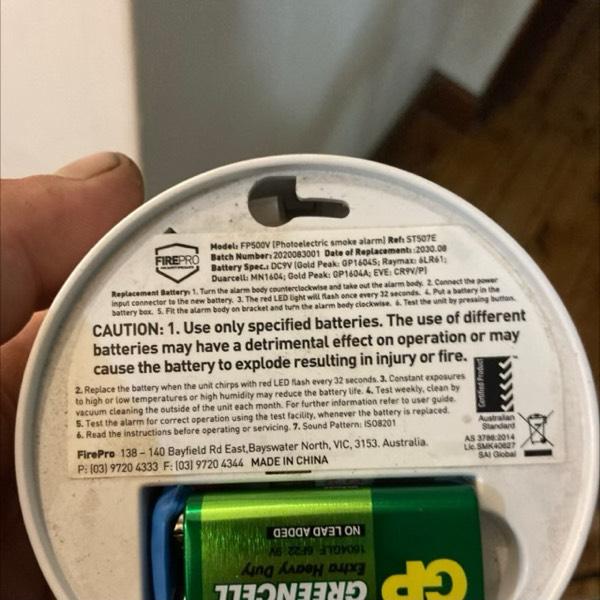 FIREPRO
Model: FP500V (Photoelectric smoke alarm) Ref: ST507E
Batch Number: 2020083001 Date of Replacement: 2030.08
Battery Spec.: DC9V (Gold Peak: GP1604S; Raymax: 6LR61;
Duarcell: MN1604; Gold Peak: GP1604A; EVE: CR9V/P)
Replacement Battery: 1. Turn the alarm body counterclockwise and take out the alarm body. 2. Connect the power
input connector to the new battery. 3. The red LED light will flash once every 32 seconds. 4. Put a battery in the
battery box. 5. Fit the alarm body on bracket and turn the alarm body clockwise. 6. Test the unit by pressing button.
CAUTION: 1. Use only specified batteries. The use of different
batteries may have a detrimental effect on operation or may
cause the battery to explode resulting in injury or fire.
2. Replace the battery when the unit chirps with red LED flash every 32 seconds. 3. Constant exposures
to high or low temperatures or high humidity may reduce the battery life. 4. Test weekly, clean by
vacuum cleaning the outside of the unit each month. For further information refer to user guide.
5. Test the alarm for correct operation using the test facility, whenever the battery is replaced.
6. Read the instructions before operating or servicing. 7. Sound Pattern: ISO8201
FirePro 138 – 140 Bayfield Rd East,Bayswater North, VIC, 3153. Australia.
P: (03) 9720 4333 F: (03) 9720 4344 MADE IN CHINA
Certified Product
Australian
Standard
AS 3786:2014
Lic.SMK40627
SAI Global
NO LEAD ADDED
1604GLF 6F22 9V
Extra Heavy Duty
GREENCELL
GP